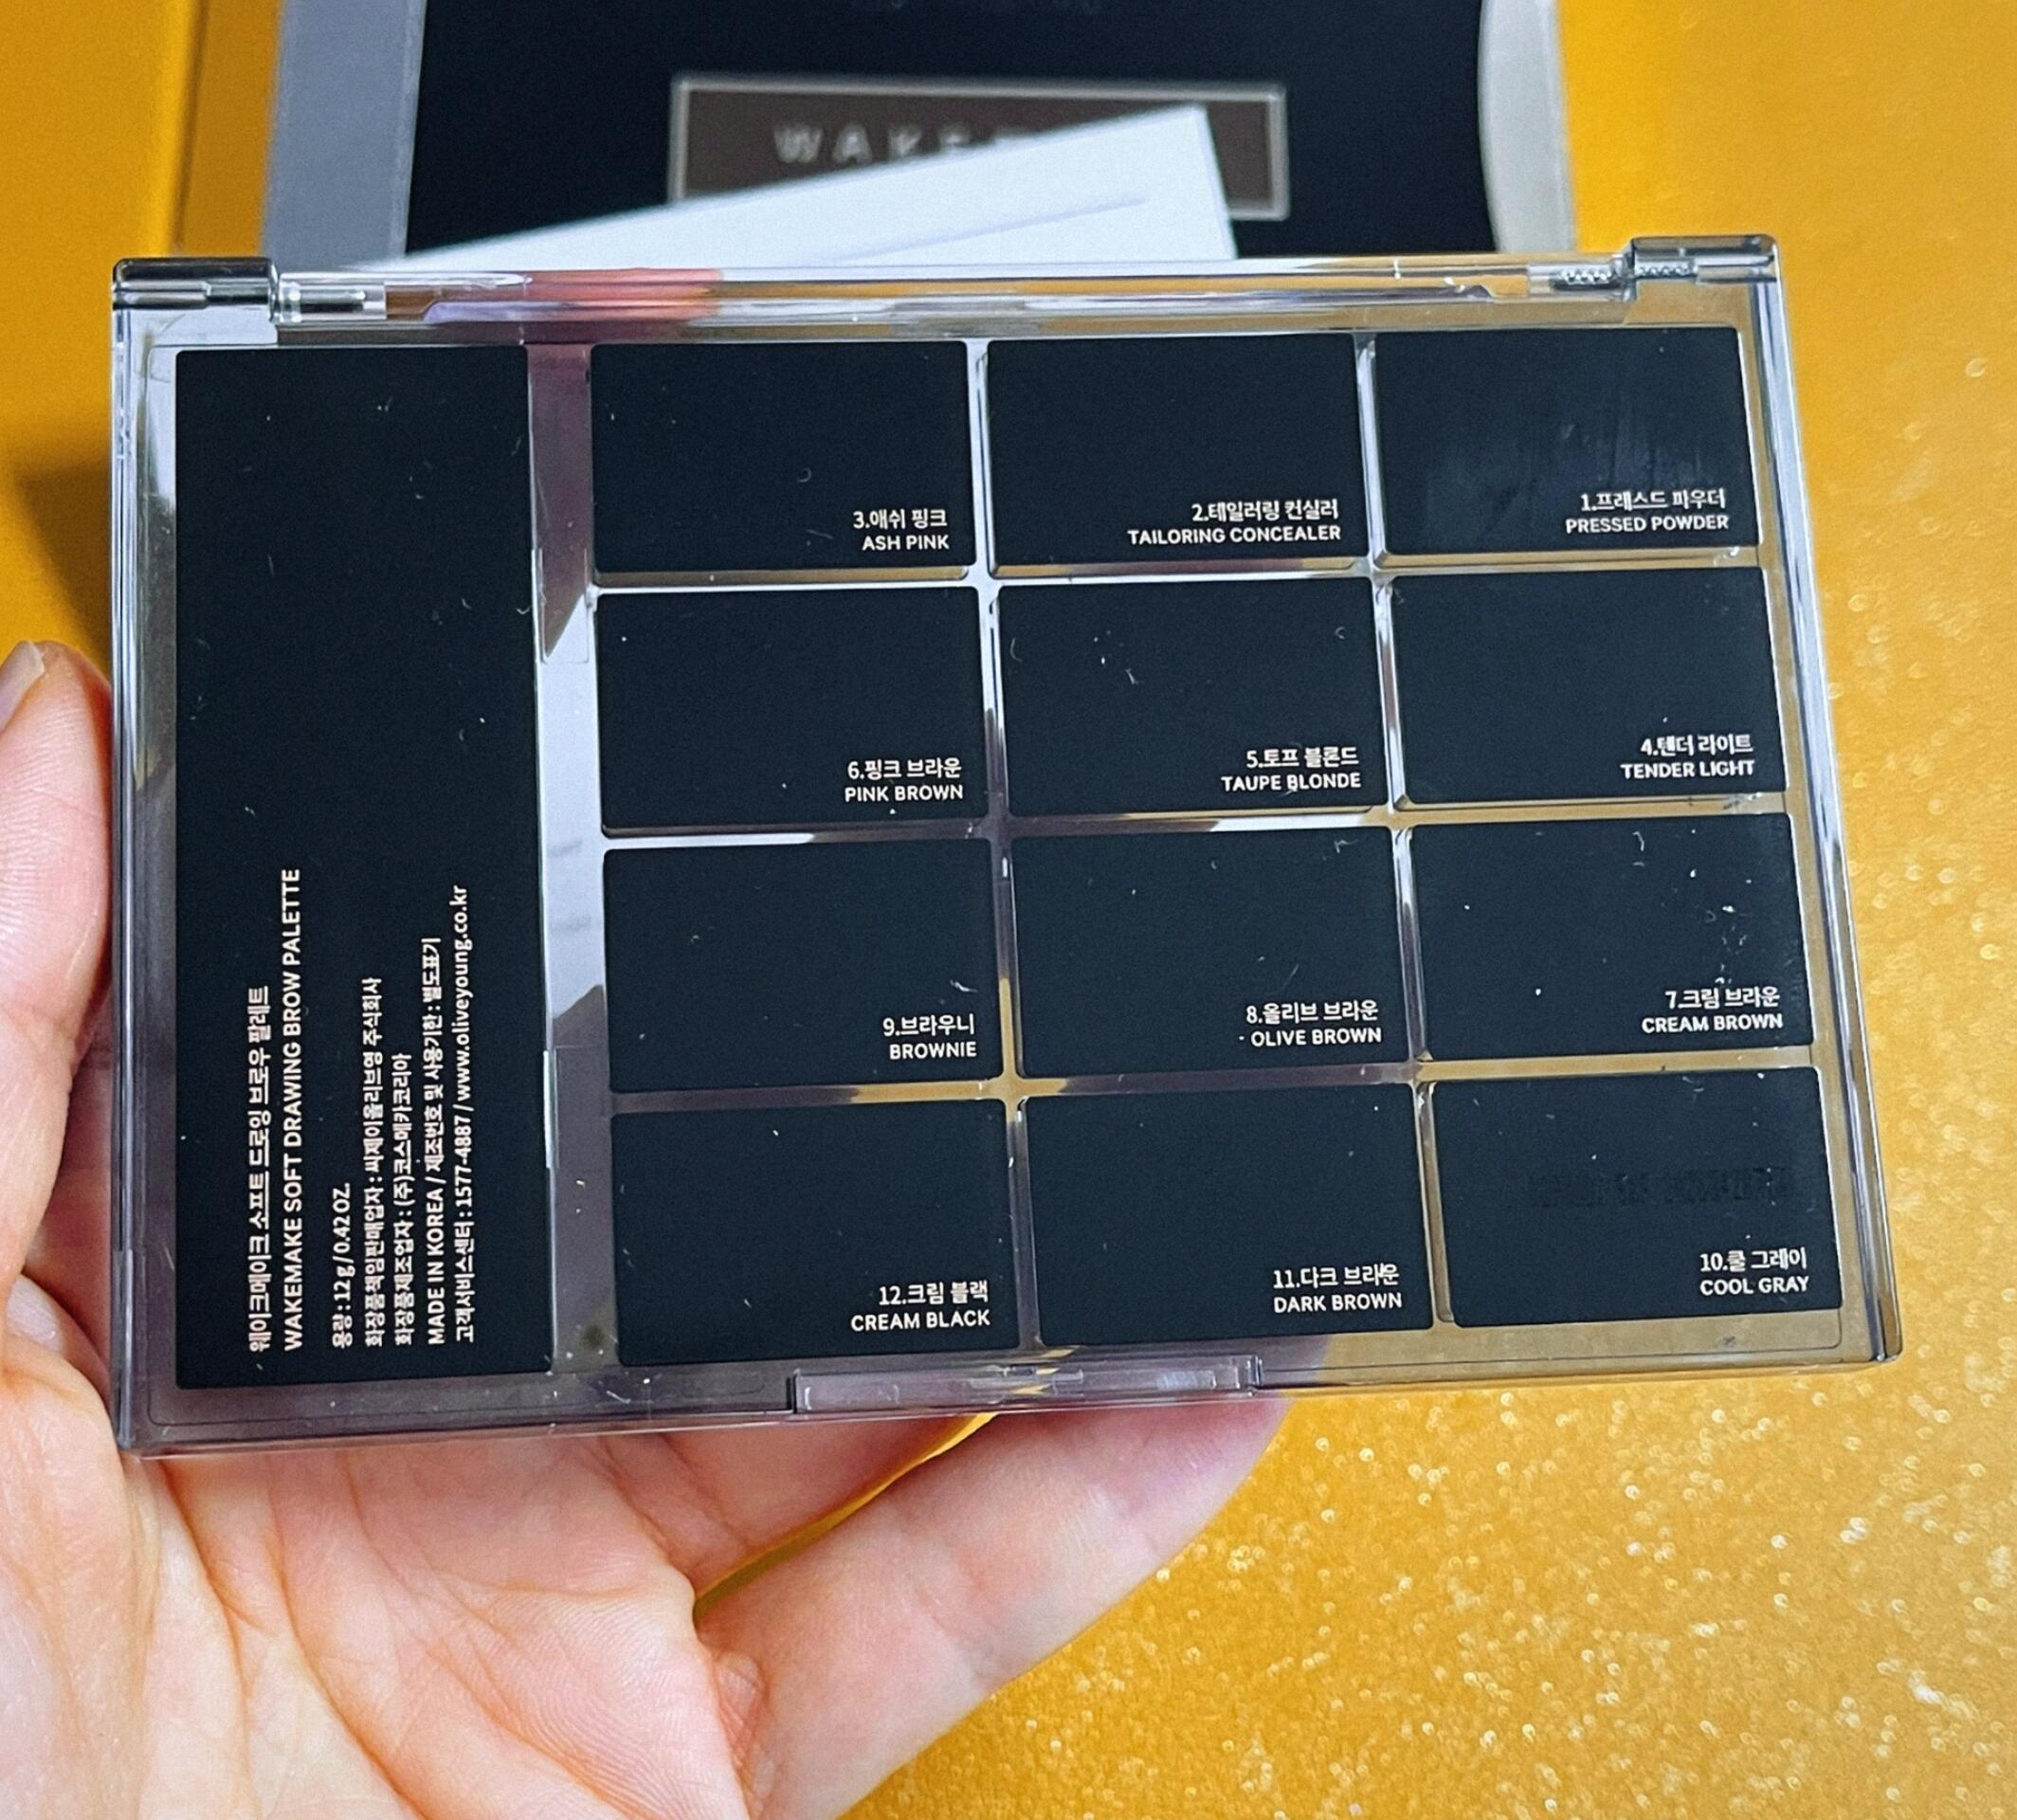 3.애쉬 핑크
ASH PINK
2.테일러링 컨실러
TAILORING CONCEALER
1.프레스드 파우더
PRESSED POWDER
6.핑크 브라운
PINK BROWN
5.토프 블론드
TAUPE BLONDE
4.텐더 라이트
TENDER LIGHT
9.브라우니
BROWNIE
8.올리브 브라운
OLIVE BROWN
7.크림 브라운
CREAM BROWN
12.크림 블랙
CREAM BLACK
11.다크 브라운
DARK BROWN
10.쿨 그레이
COOL GRAY
웨이크메이크 소프트 드로잉 브로우 팔레트
WAKEMAKE SOFT DRAWING BROW PALETTE
용량 : 12 g / 0.42 OZ.
화장품책임판매업자 : 씨제이올리브영 주식회사
화장품제조업자 : (주)코스메카코리아
MADE IN KOREA / 제조번호 및 사용기한 : 별도표기
고객서비스센터 : 1577-4887 / www.oliveyoung.co.kr